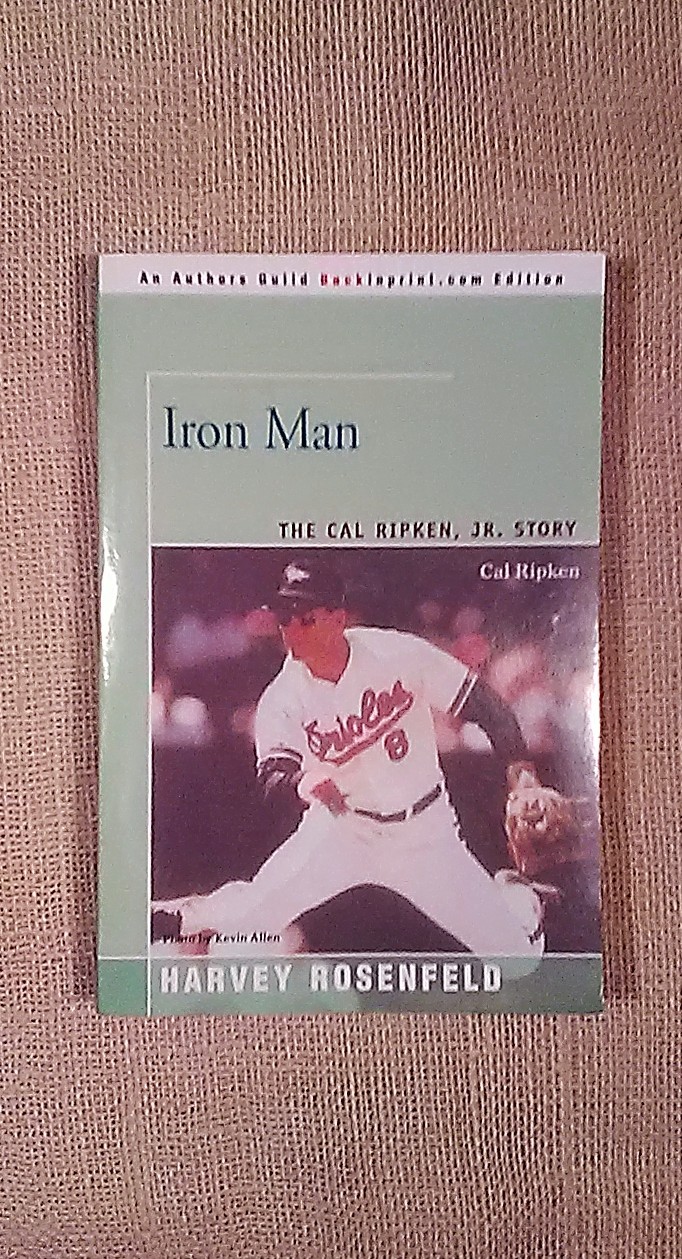 An Authors Guild Backinprint.com Edition
Iron Man
THE CAL RIPKEN, JR. STORY
Cal Ripken
Orioles
8
Photo by Kevin Allen
HARVEY ROSENFELD